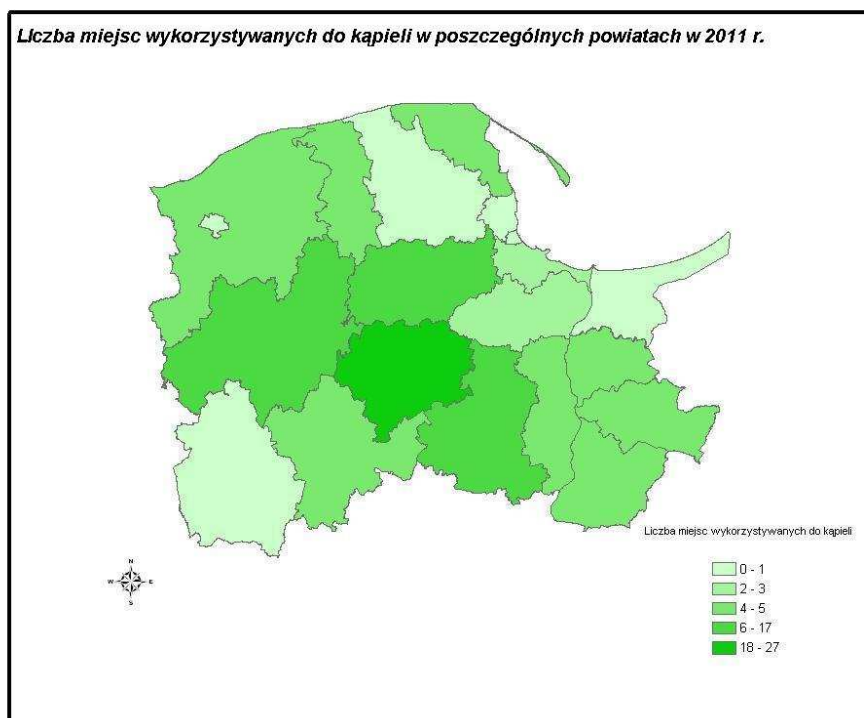 Liczba miejsc wykorzystywanych do kąpieli w poszczególnych powiatach w 2011 r.
Liczba miejsc wykorzystywanych do kąpieli
N
W E
S
0 - 1
2 - 3
4 - 5
6 - 17
18 - 27